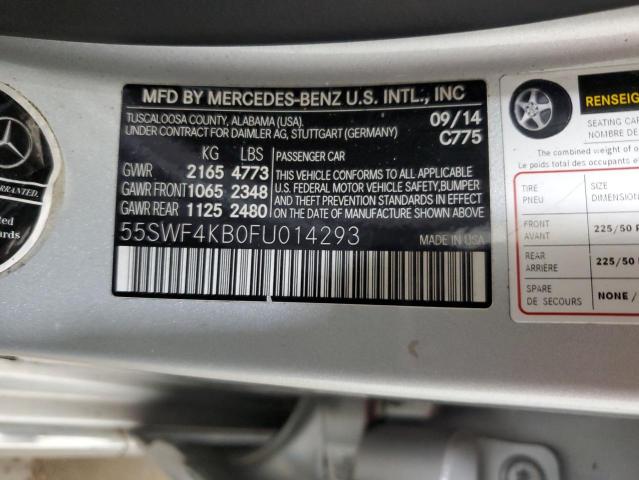 MFD BY MERCEDES-BENZ U.S. INTL., INC
TUSCALOOSA COUNTY, ALABAMA (USA).
UNDER CONTRACT FOR DAIMLER AG, STUTTGART (GERMANY)
09/14
C775
KG LBS
GVWR 2165 4773
GAWR FRONT 1065 2348
GAWR REAR 1125 2480
PASSENGER CAR
THIS VEHICLE CONFORMS TO ALL APPLICABLE
U.S. FEDERAL MOTOR VEHICLE SAFETY, BUMPER
AND THEFT PREVENTION STANDARDS IN EFFECT
ON THE DATE OF MANUFACTURE SHOWN ABOVE.
55SWF4KB0FU014293
MADE IN USA
RENSEIG
SEATING CA
NOMBRE DE
The combined weight of o
Le poids total des occupants e
TIRE SIZE
PNEU DIMENSION
FRONT
AVANT
225/50
REAR
ARRIÈRE
225/50
SPARE
DE SECOURS
NONE /